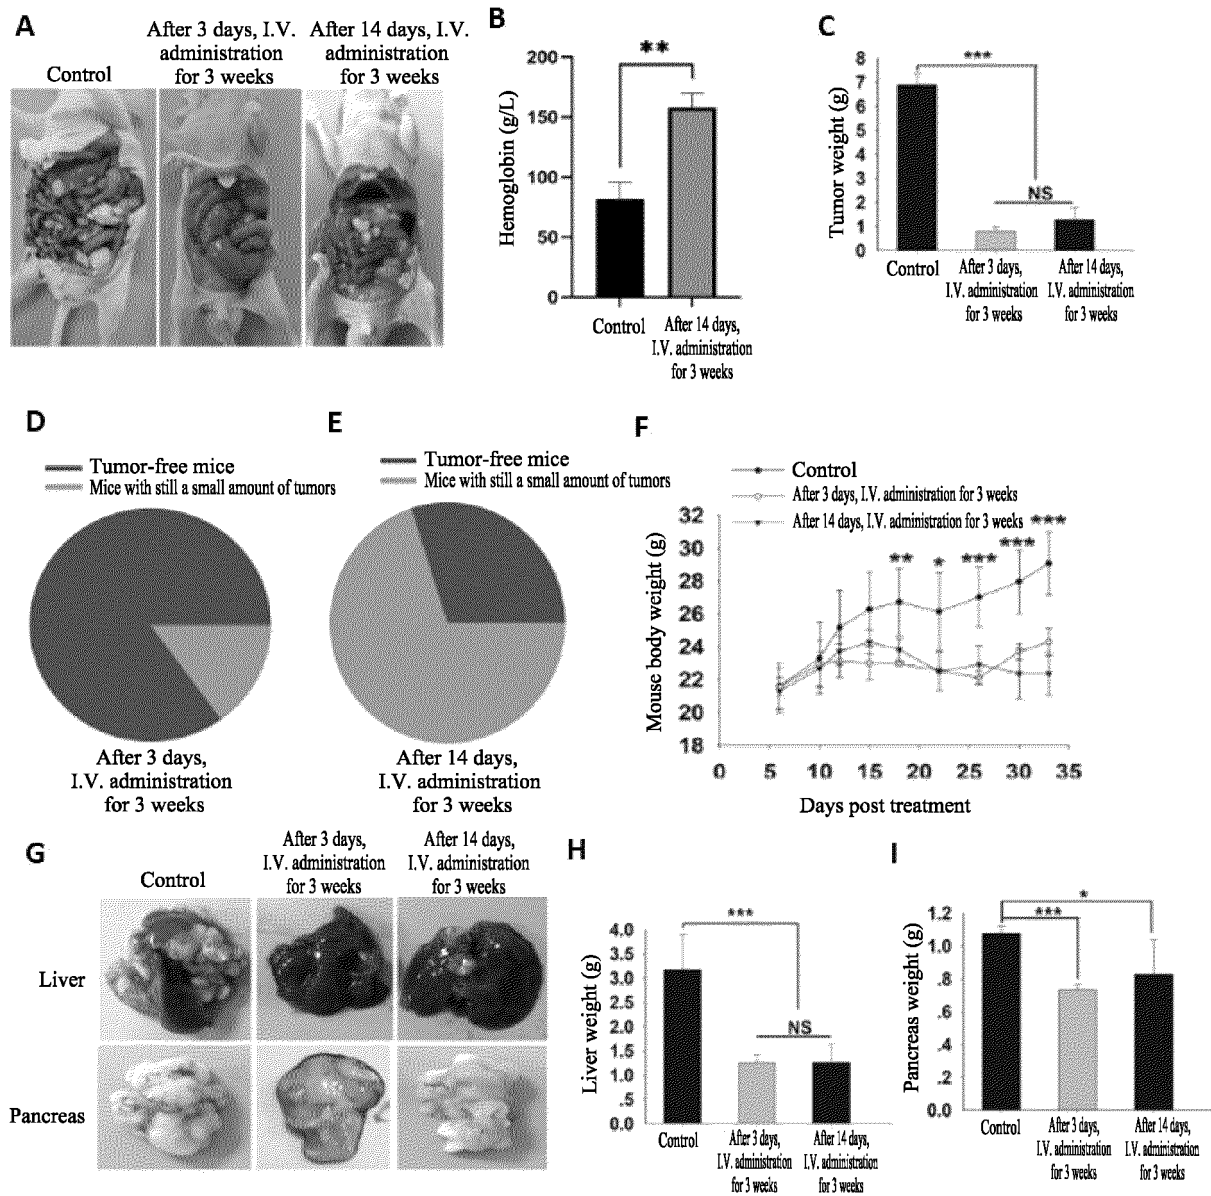 A
Control
After 3 days, I.V.
administration
for 3 weeks
After 14 days, I.V.
administration
for 3 weeks
B
Hemoglobin (g/L)
200
150
100
50
0
**
Control
After 14 days,
I.V. administration
for 3 weeks
C
Tumor weight (g)
8
7
6
5
4
3
2
1
0
***
NS
Control
After 3 days,
I.V. administration
for 3 weeks
After 14 days,
I.V. administration
for 3 weeks
D
Tumor-free mice
Mice with still a small amount of tumors
After 3 days,
I.V. administration
for 3 weeks
E
Tumor-free mice
Mice with still a small amount of tumors
After 14 days,
I.V. administration
for 3 weeks
F
Control
After 3 days, I.V. administration for 3 weeks
After 14 days, I.V. administration for 3 weeks
Mouse body weight (g)
32
30
28
26
24
22
20
18
** * *** *** ***
0 5 10 15 20 25 30 35
Days post treatment
G
Control
After 3 days,
I.V. administration
for 3 weeks
After 14 days,
I.V. administration
for 3 weeks
Liver
Pancreas
H
Liver weight (g)
4.0
3.5
3.0
2.5
2.0
1.5
1.0
.5
0.0
***
NS
Control
After 3 days,
I.V. administration
for 3 weeks
After 14 days,
I.V. administration
for 3 weeks
I
Pancreas weight (g)
1.2
1.0
.8
.6
.4
.2
0.0
*
***
Control
After 3 days,
I.V. administration
for 3 weeks
After 14 days,
I.V. administration
for 3 weeks